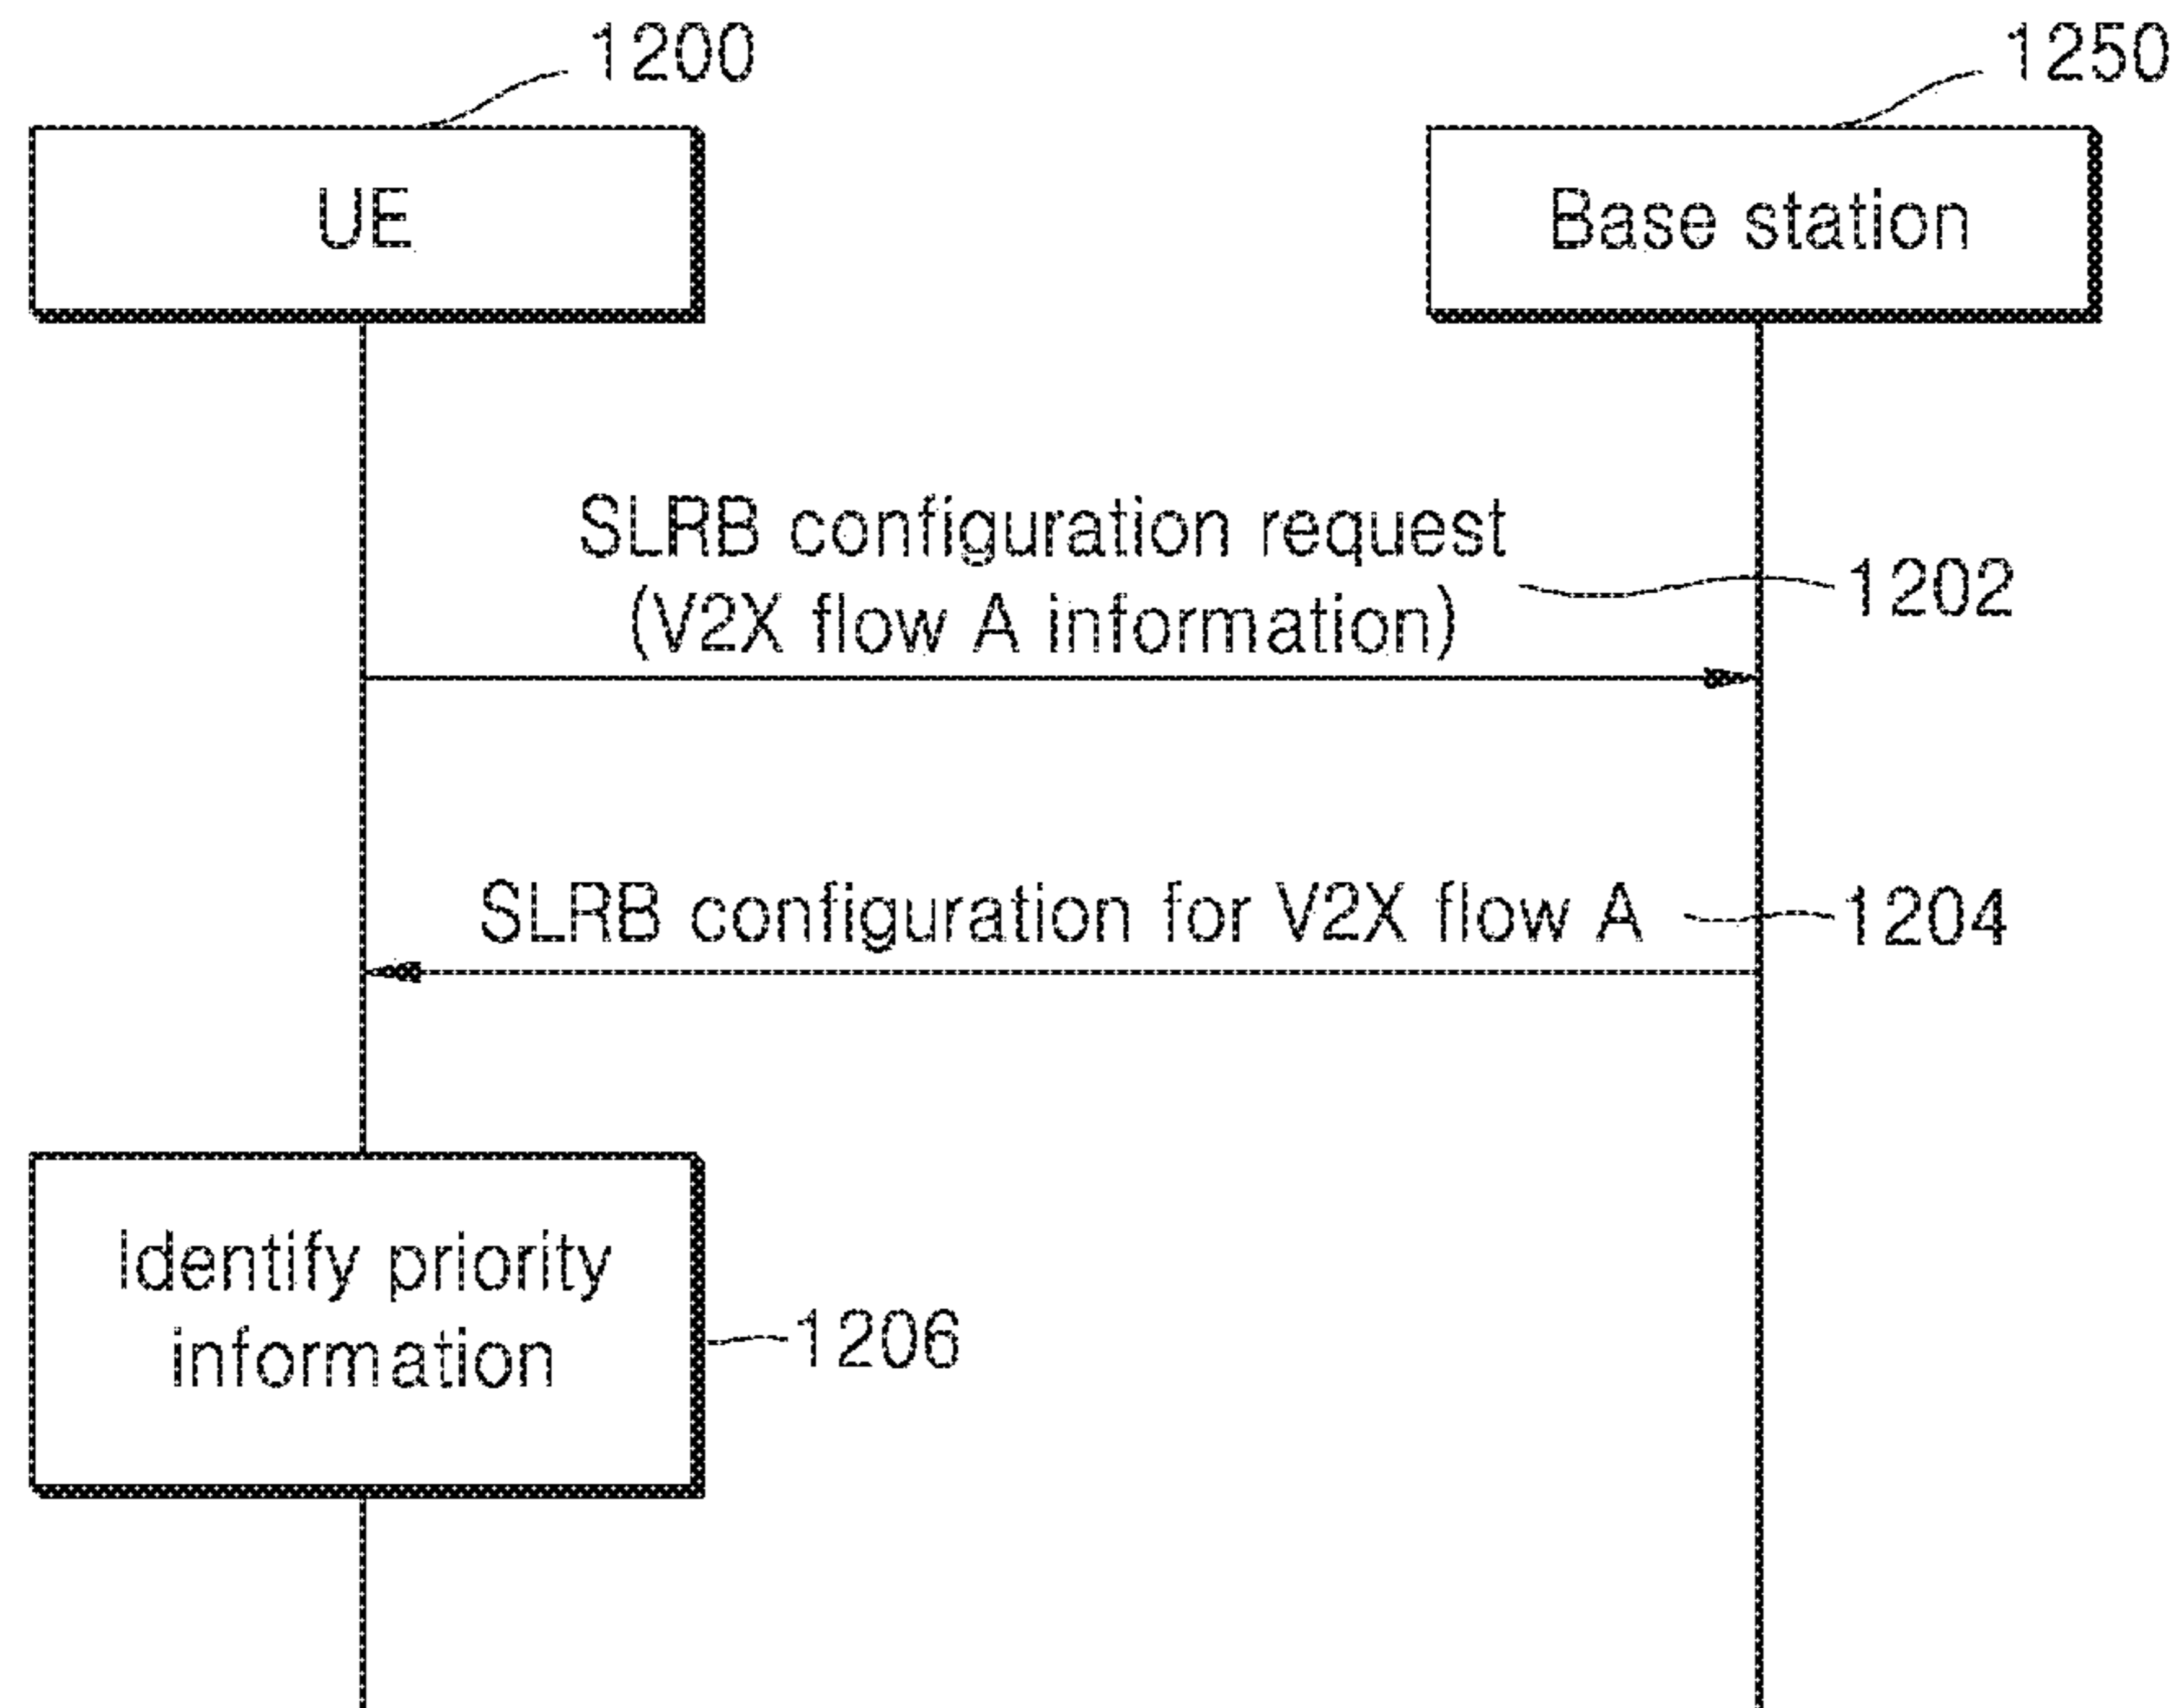 1200
1250
UE
Base station
SLRB configuration request
(V2X flow A information)
1202
SLRB configuration for V2X flow A
1204
Identify priority
information
1206